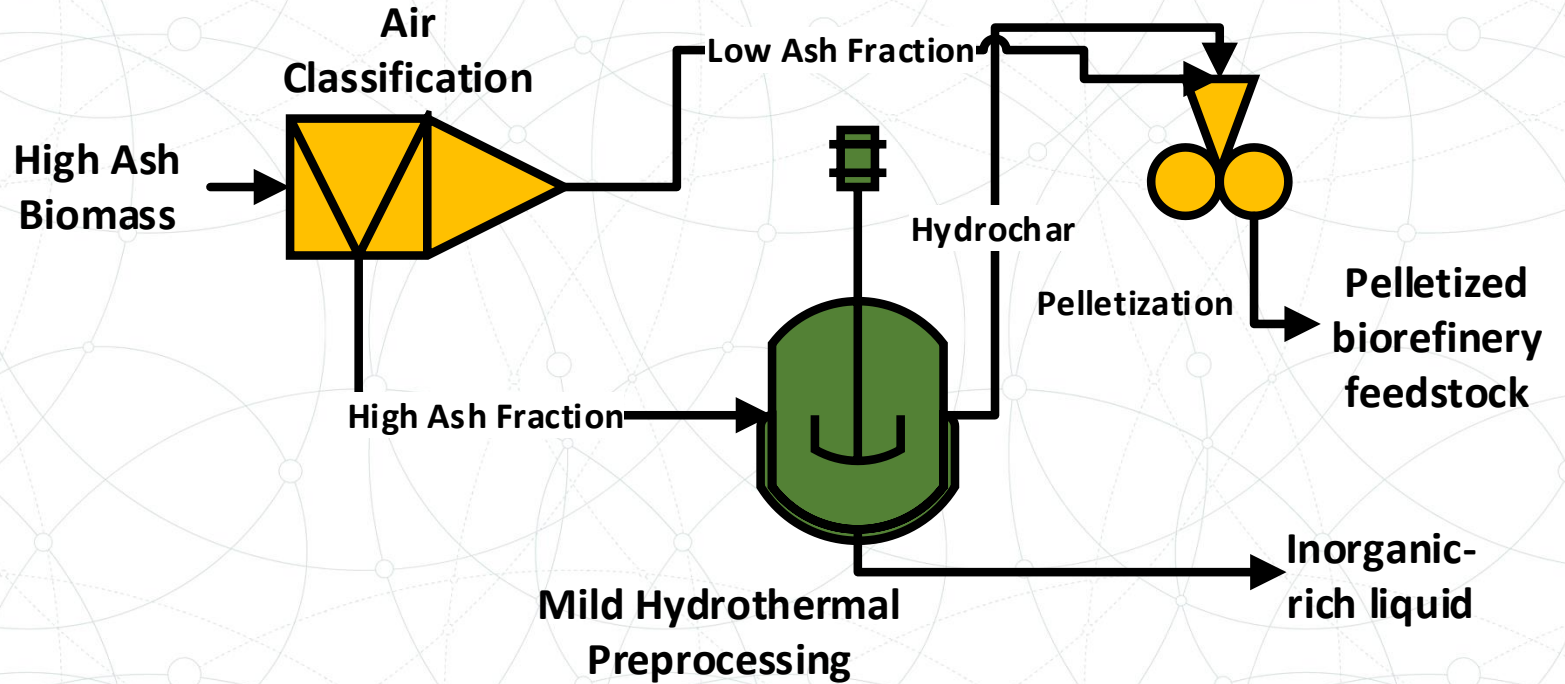 Air
Classification
High Ash
Biomass
Low Ash Fraction
Hydrochar
Pelletization
Pelletized
biorefinery
feedstock
High Ash Fraction
Mild Hydrothermal
Preprocessing
Inorganic-
rich liquid